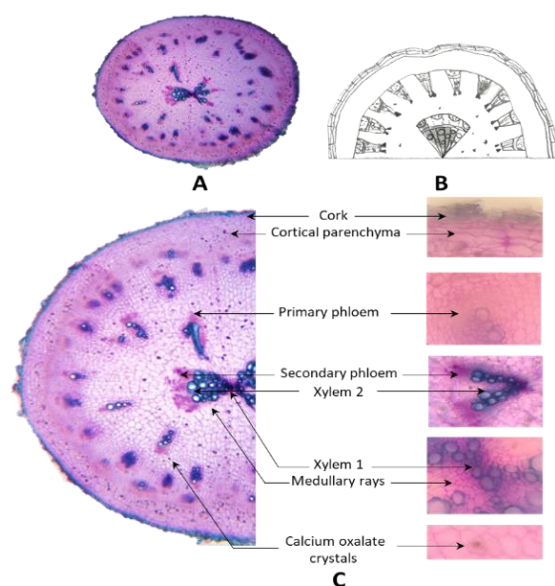 A
B
Cork
Cortical parenchyma
Primary phloem
Secondary phloem
Xylem 2
Xylem 1
Medullary rays
Calcium oxalate
crystals
C